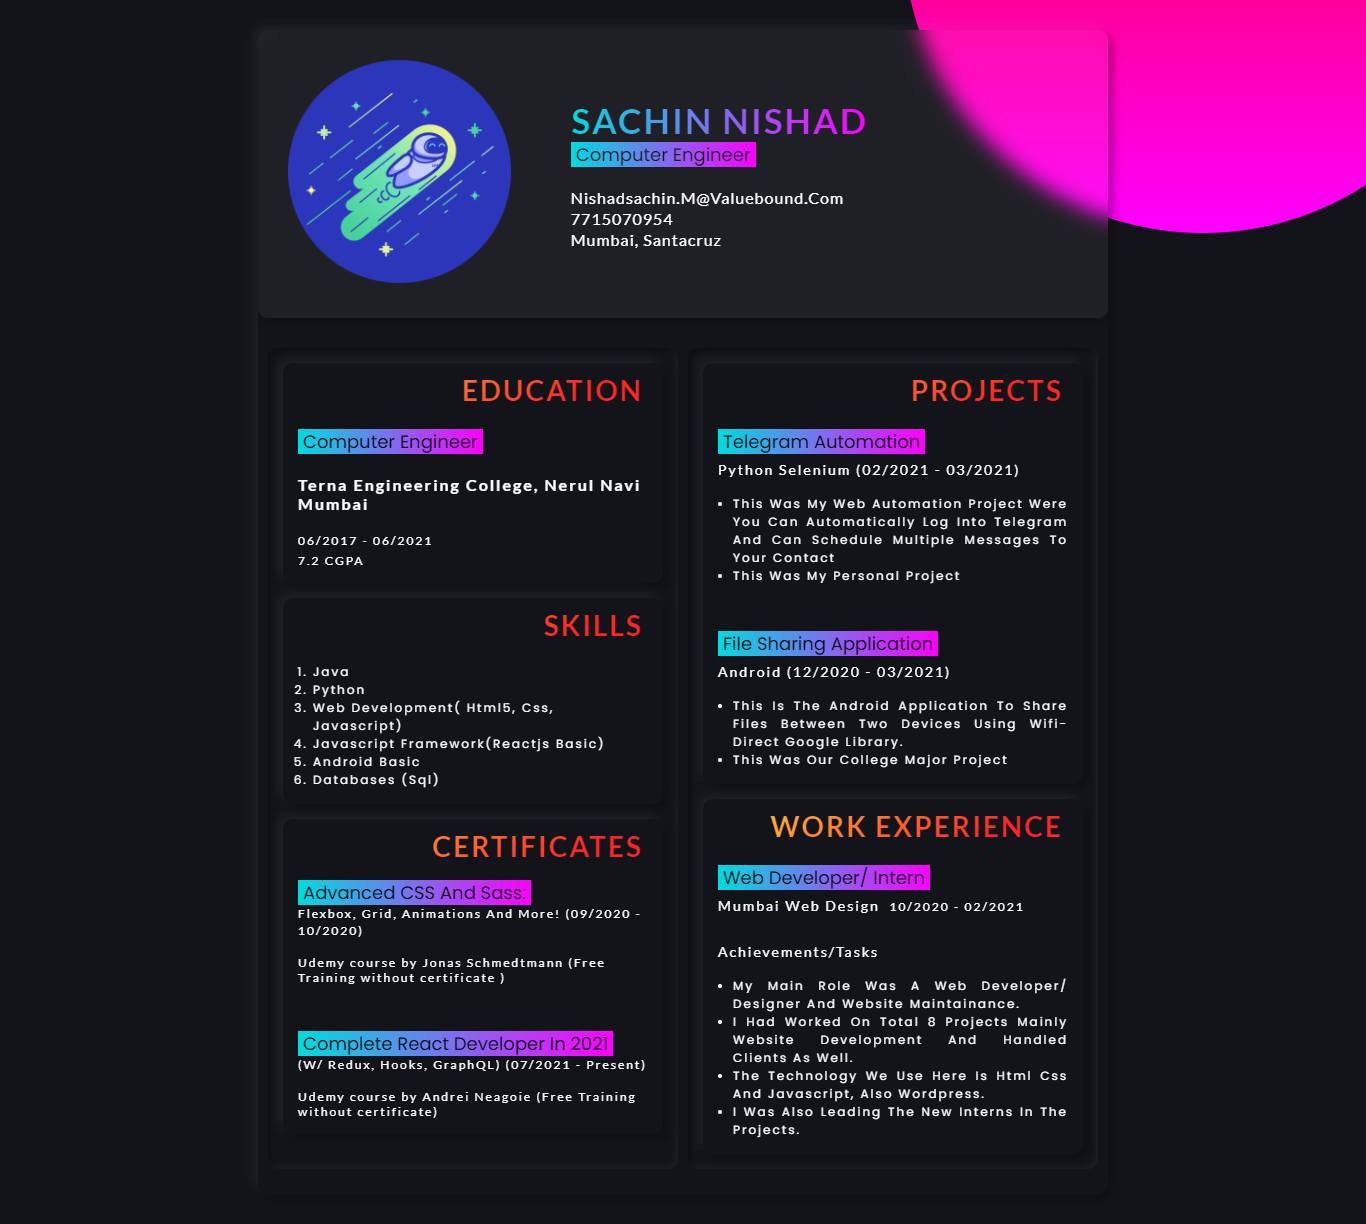 SACHIN NISHAD
Computer Engineer
Nishadsachin.M@Valuebound.Com
7715070954
Mumbai, Santacruz
EDUCATION
Computer Engineer
Terna Engineering College, Nerul Navi
Mumbai
06/2017 - 06/2021
7.2 CGPA
SKILLS
1. Java
2. Python
3. Web Development( Html5, Css,
Javascript)
4. Javascript Framework(Reactjs Basic)
5. Android Basic
6. Databases (Sql)
CERTIFICATES
Advanced CSS And Sass:
Flexbox, Grid, Animations And More! (09/2020 -
10/2020)
Udemy course by Jonas Schmedtmann (Free
Training without certificate )
Complete React Developer In 2021
(W/ Redux, Hooks, GraphQL) (07/2021 - Present)
Udemy course by Andrei Neagoie (Free Training
without certificate)
PROJECTS
Telegram Automation
Python Selenium (02/2021 - 03/2021)
• This Was My Web Automation Project Were
You Can Automatically Log Into Telegram
And Can Schedule Multiple Messages To
Your Contact
• This Was My Personal Project
File Sharing Application
Android (12/2020 - 03/2021)
• This Is The Android Application To Share
Files Between Two Devices Using Wifi-
Direct Google Library.
• This Was Our College Major Project
WORK EXPERIENCE
Web Developer/ Intern
Mumbai Web Design 10/2020 - 02/2021
Achievements/Tasks
• My Main Role Was A Web Developer/
Designer And Website Maintainance.
• I Had Worked On Total 8 Projects Mainly
Website Development And Handled
Clients As Well.
• The Technology We Use Here Is Html Css
And Javascript, Also Wordpress.
• I Was Also Leading The New Interns In The
Projects.